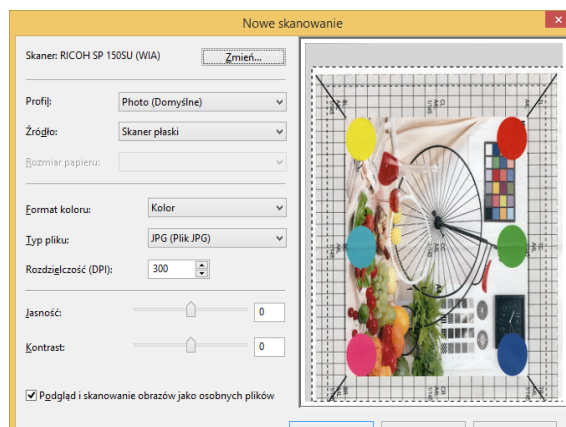 Nowe skanowanie
Skaner: RICOH SP 150SU (WIA)
Zmień...
Profil: Photo (Domyślne)
Źródło: Skaner płaski
Rozmiar papieru:
Format koloru: Kolor
Typ pliku: JPG (Plik JPG)
Rozdzielczość (DPI): 300
Jasność: 0
Kontrast: 0
Podgląd i skanowanie obrazów jako osobnych plików